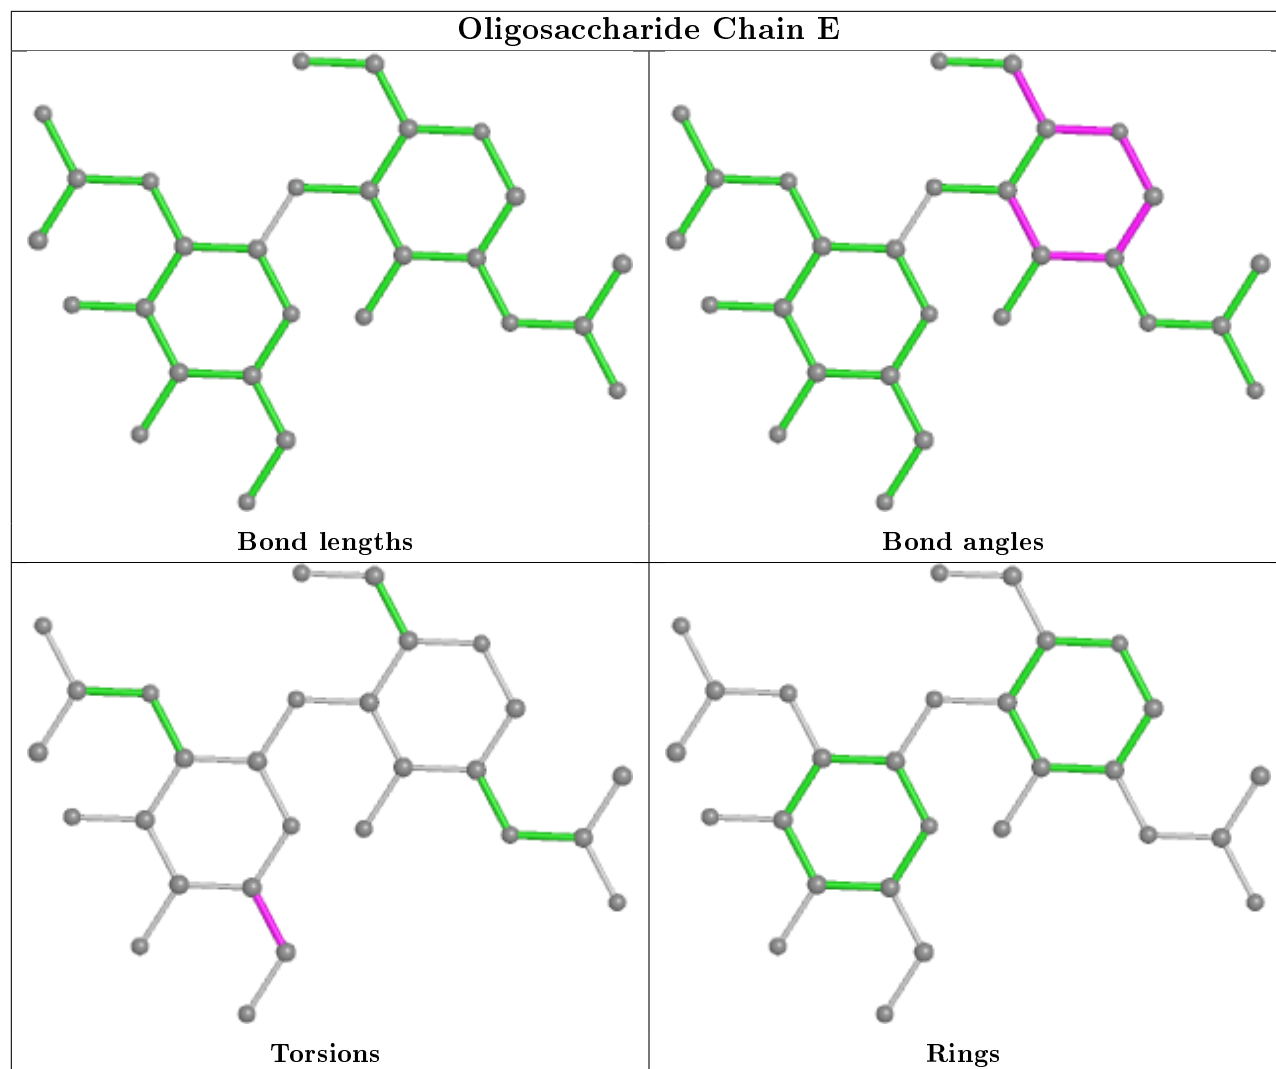 Oligosaccharide Chain E
Bond lengths
Bond angles
Torsions
Rings